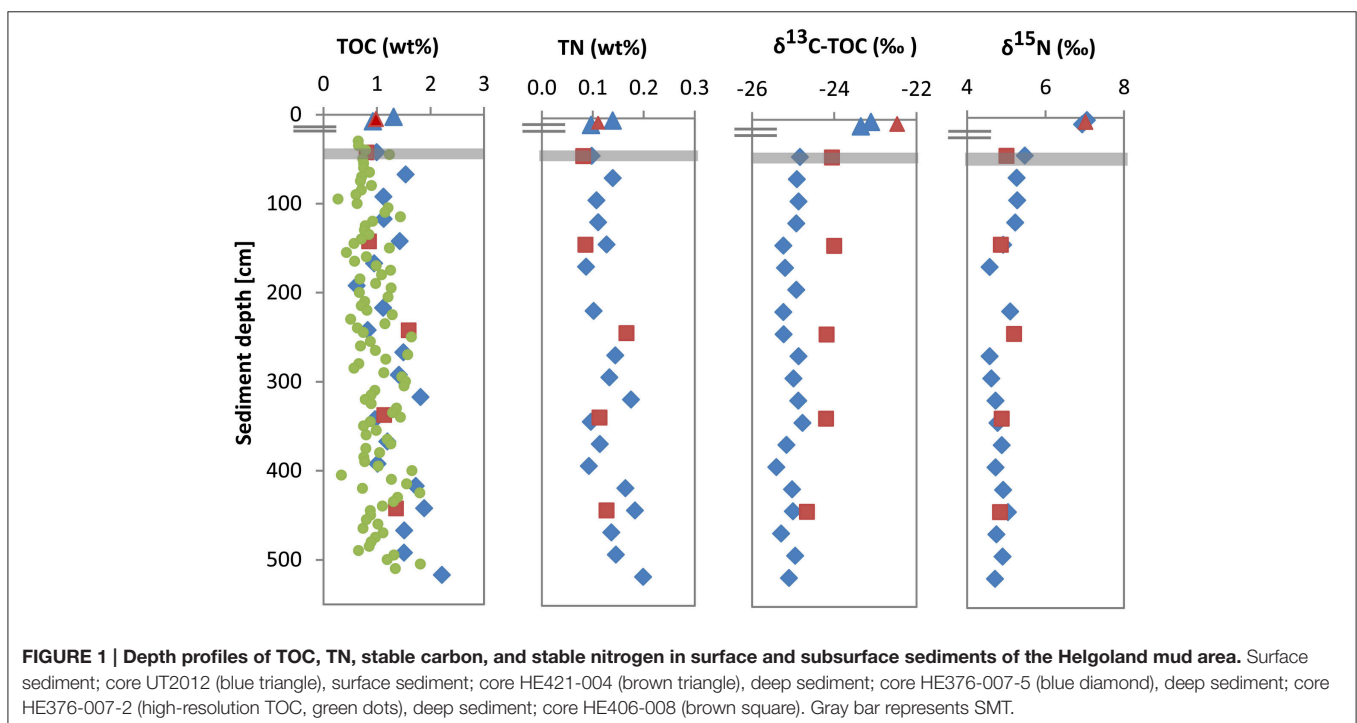 TOC (wt%) TN (wt%) δ¹³C-TOC (‰ ) δ¹⁵N (‰)
0 1 2 3 0.0 0.1 0.2 0.3 -26 -24 -22 4 6 8
0
100
200
300
400
500
Sediment depth [cm]
FIGURE 1 | Depth profiles of TOC, TN, stable carbon, and stable nitrogen in surface and subsurface sediments of the Helgoland mud area. Surface
sediment; core UT2012 (blue triangle), surface sediment; core HE421-004 (brown triangle), deep sediment; core HE376-007-5 (blue diamond), deep sediment; core
HE376-007-2 (high-resolution TOC, green dots), deep sediment; core HE406-008 (brown square). Gray bar represents SMT.